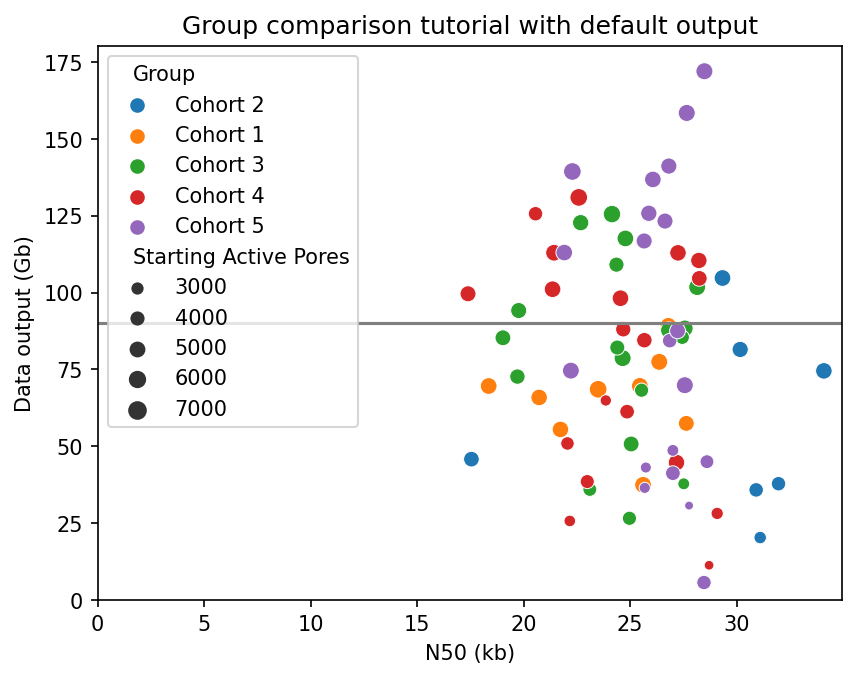 Group comparison tutorial with default output
Group
Cohort 2
Cohort 1
Cohort 3
Cohort 4
Cohort 5
Starting Active Pores
3000
4000
5000
6000
7000
Data output (Gb)
175
150
125
100
75
50
25
0
0 5 10 15 20 25 30
N50 (kb)